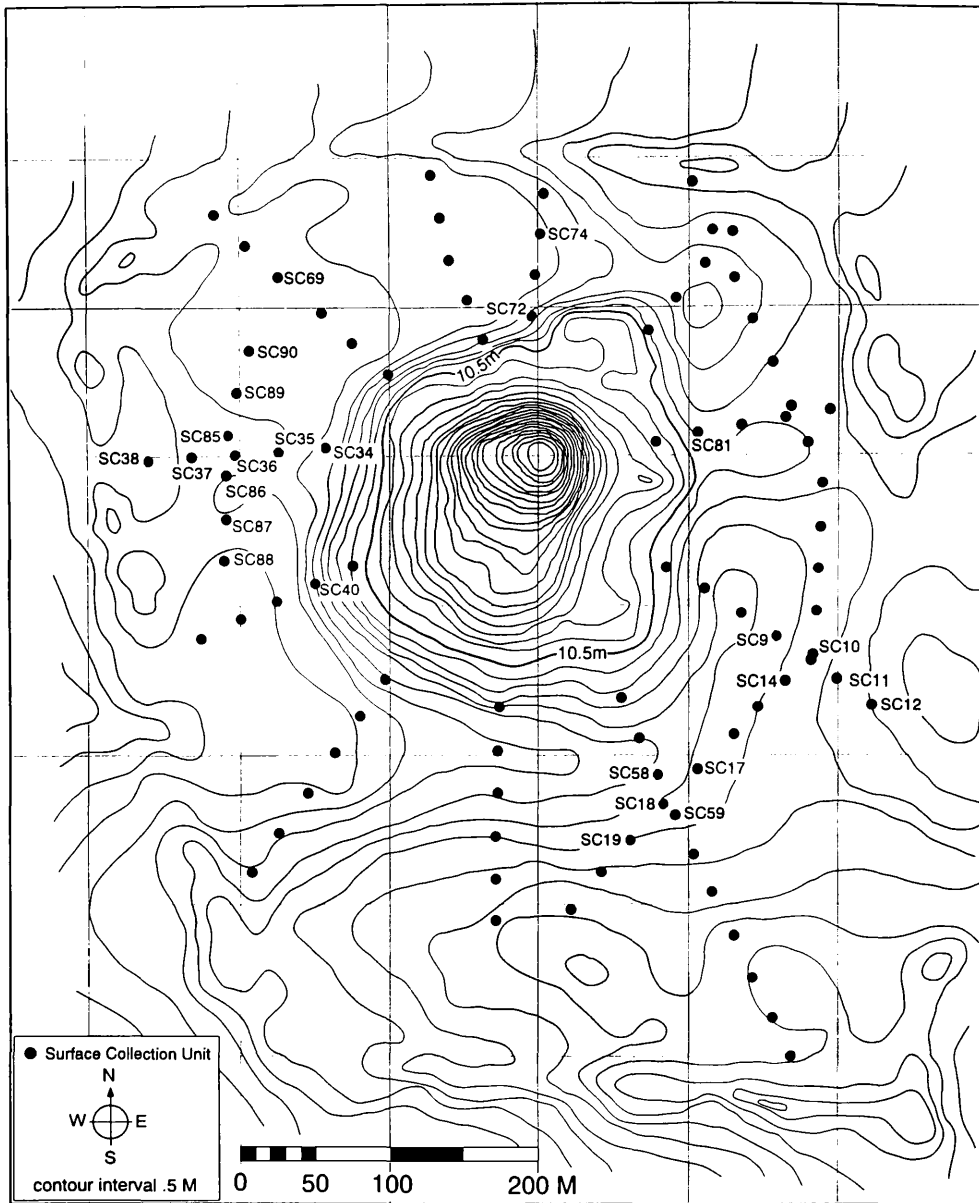 SC74
SC69
SC72
10.5m
SC90
SC89
SC81
SC85
SC35
SC34
SC38
SC37
SC36
SC86
SC87
SC88
SC40
SC9
SC10
10.5m
SC14
SC11
SC12
SC58
SC17
SC18
SC59
SC19
Surface Collection Unit
N
W E
S
contour interval .5 M
0 50 100 200 M